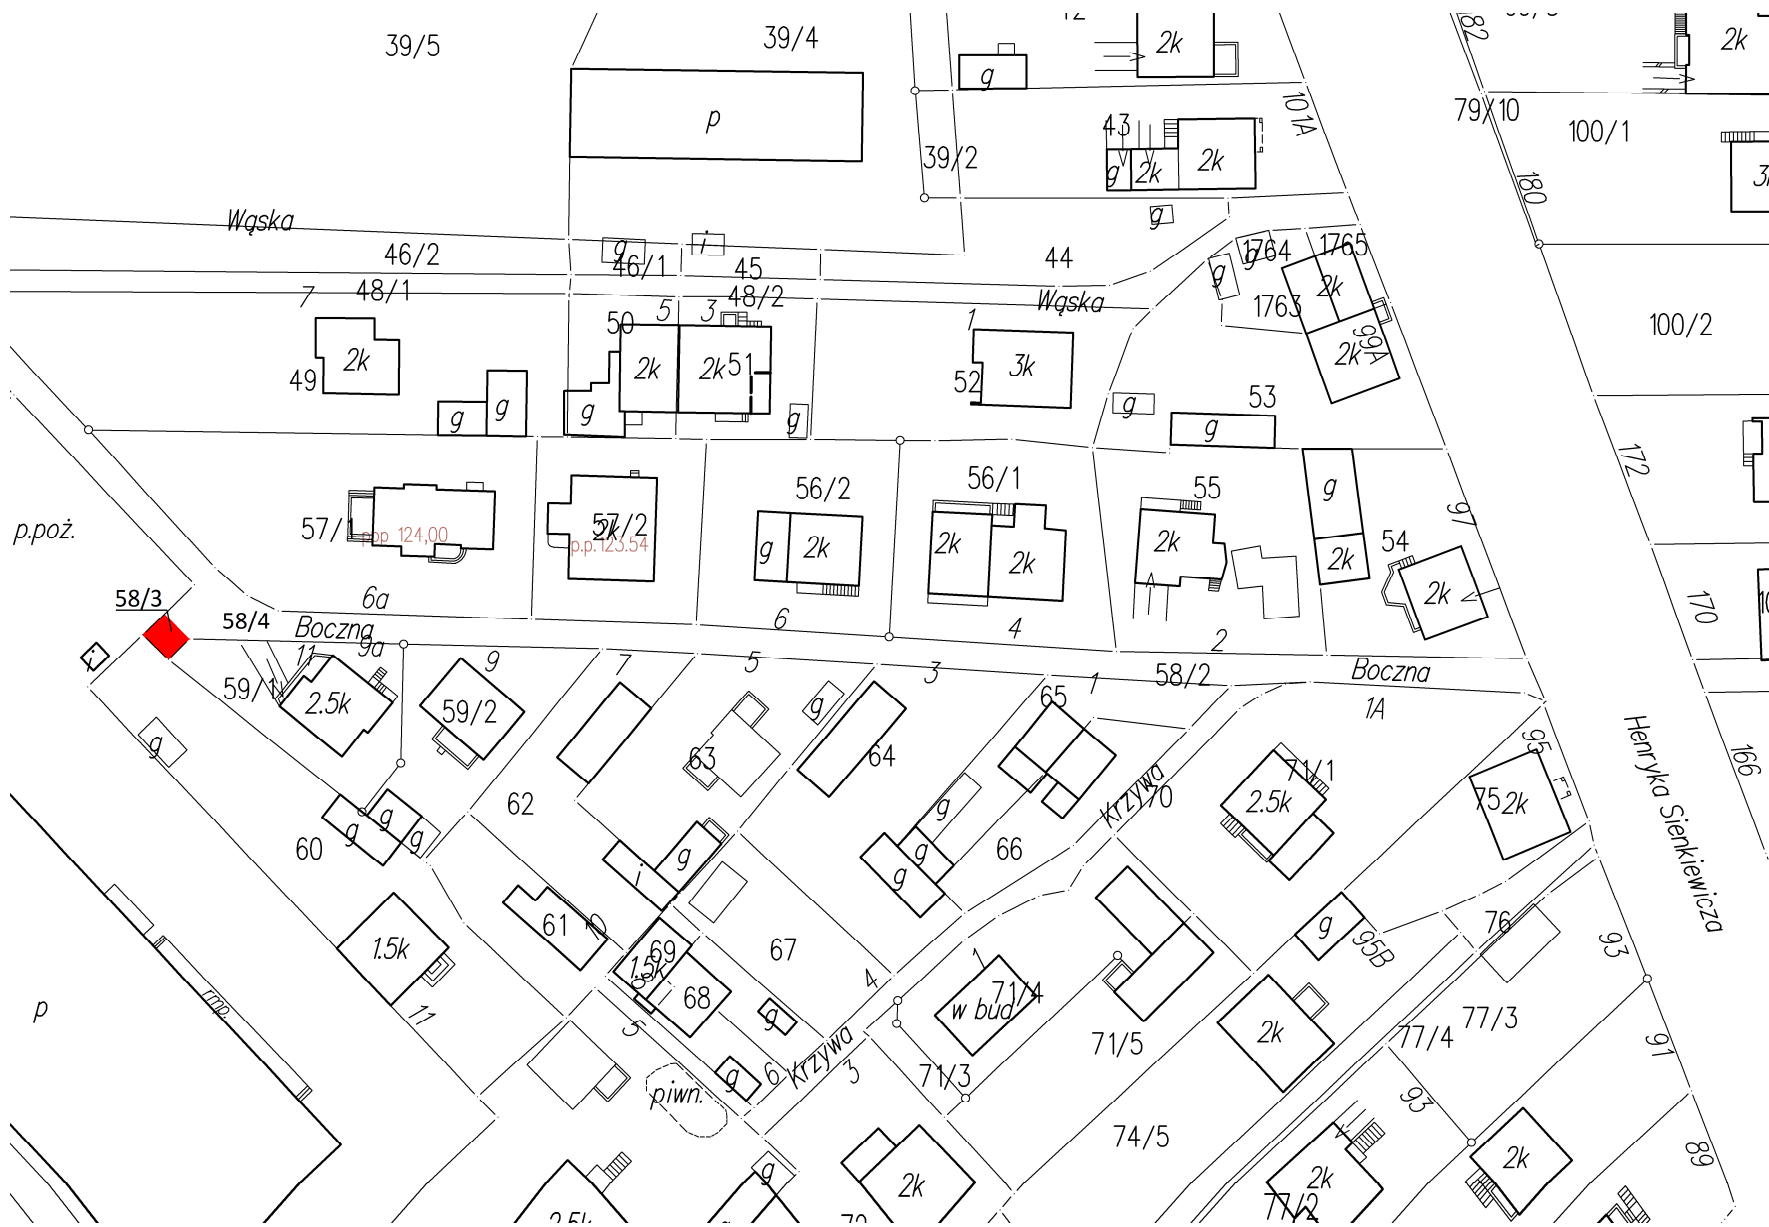 39/5
39/4
2k
g
2k
79/10
100/1
101A
43
39/2
g
2k
2k
180
g
Wąska
g
i
46/2
46/1
45
44
1764
1765
g
g
2k
7
48/1
48/2
Wąska
1763
5
3
1
50
2k
49
2k
2k
51
3k
52
99A
2k
100/2
g
g
g
g
g
53
g
172
p
p.poż.
57/1
pop 124,00
57/2
2k
p.p.123.54
56/2
g
2k
56/1
2k
2k
55
2k
g
2k
54
2k
97
170
58/3
6a
58/4
Boczna
9a
6
4
2
58/2
Boczna
i
11
59/1
2.5k
9
59/2
7
5
3
1
65
1A
g
63
g
64
Krzywa
70
71/1
2.5k
95
75
2k
166
Henryka Sienkiewicza
62
60
g
g
g
g
g
g
66
g
i
61
10
1.5k
69
1.5k
68
67
4
1
71/4
w bud
g
95B
76
93
p
rmp.
11
5
piwn.
g
g
6
Krzywa
3
71/3
71/5
2k
77/4
77/3
91
93
74/5
g
2k
2k
2k
77/2
89
2.5k
72